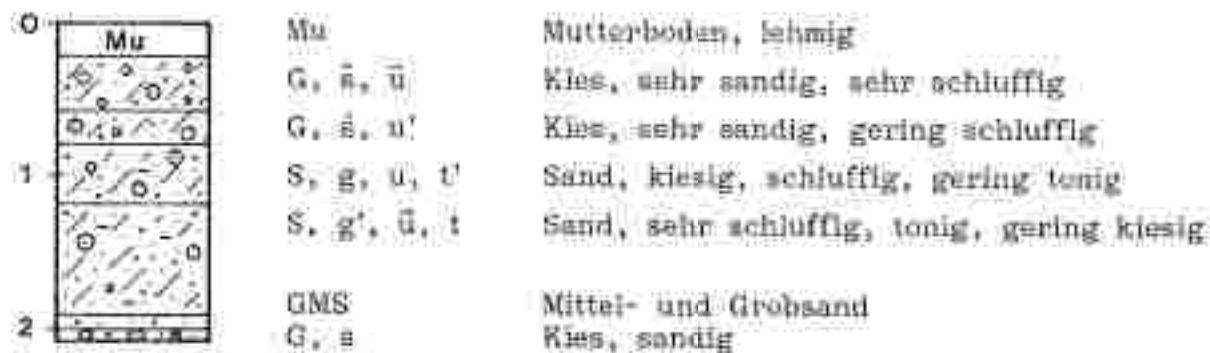 0 Mu Mu Mutterboden, lehmig
G, s̄, ū Kies, sehr sandig, sehr schluffig
G, s̄, u' Kies, sehr sandig, gering schluffig
1 S, g, u, t' Sand, kiesig, schluffig, gering tonig
S, g', ū, t Sand, sehr schluffig, tonig, gering kiesig
GMS Mittel- und Grobsand
2 G, s Kies, sandig